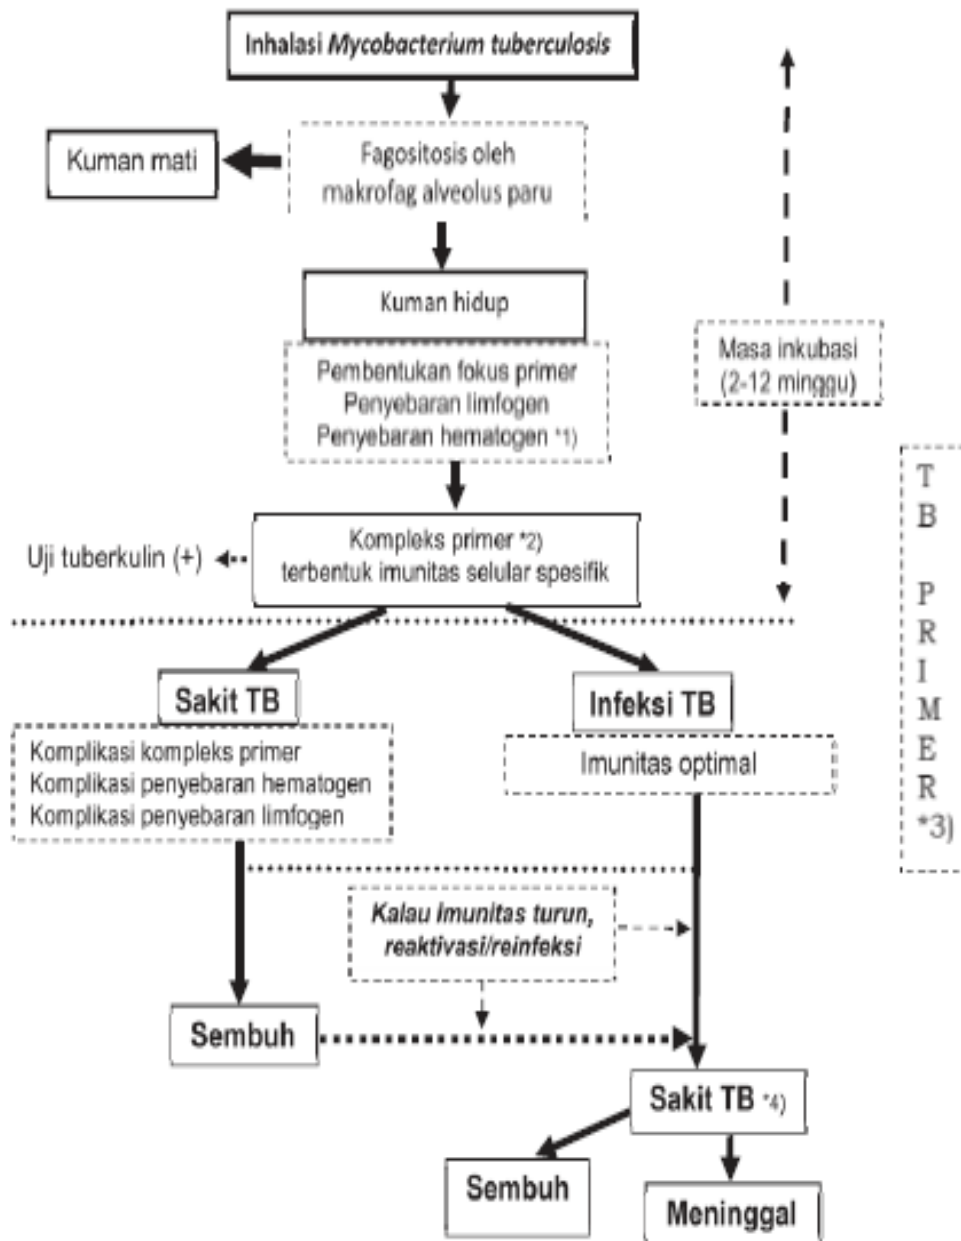 Inhalasi Mycobacterium tuberculosis
Kuman mati
Fagositosis oleh
makrofag alveolus paru
Kuman hidup
Pembentukan fokus primer
Penyebaran limfogen
Penyebaran hematogen *1)
Masa inkubasi
(2-12 minggu)
Uji tuberkulin (+)
Kompleks primer *2)
terbentuk imunitas selular spesifik
T
B
P
R
I
M
E
R
*3)
Sakit TB
Komplikasi kompleks primer
Komplikasi penyebaran hematogen
Komplikasi penyebaran limfogen
Infeksi TB
Imunitas optimal
Kalau Imunitas turun,
reaktivasi/reinfeksi
Sembuh
Sakit TB *4)
Sembuh
Meninggal